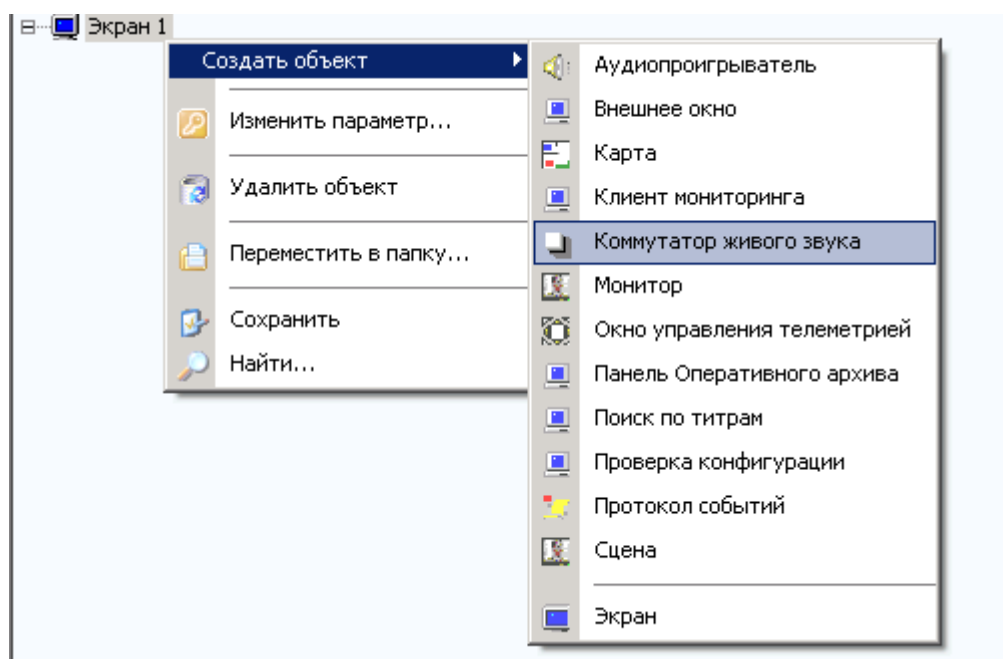 Экран 1
Создать объект
Изменить параметр...
Удалить объект
Переместить в папку...
Сохранить
Найти...
Аудиопроигрыватель
Внешнее окно
Карта
Клиент мониторинга
Коммутатор живого звука
Монитор
Окно управления телеметрией
Панель Оперативного архива
Поиск по титрам
Проверка конфигурации
Протокол событий
Сцена
Экран